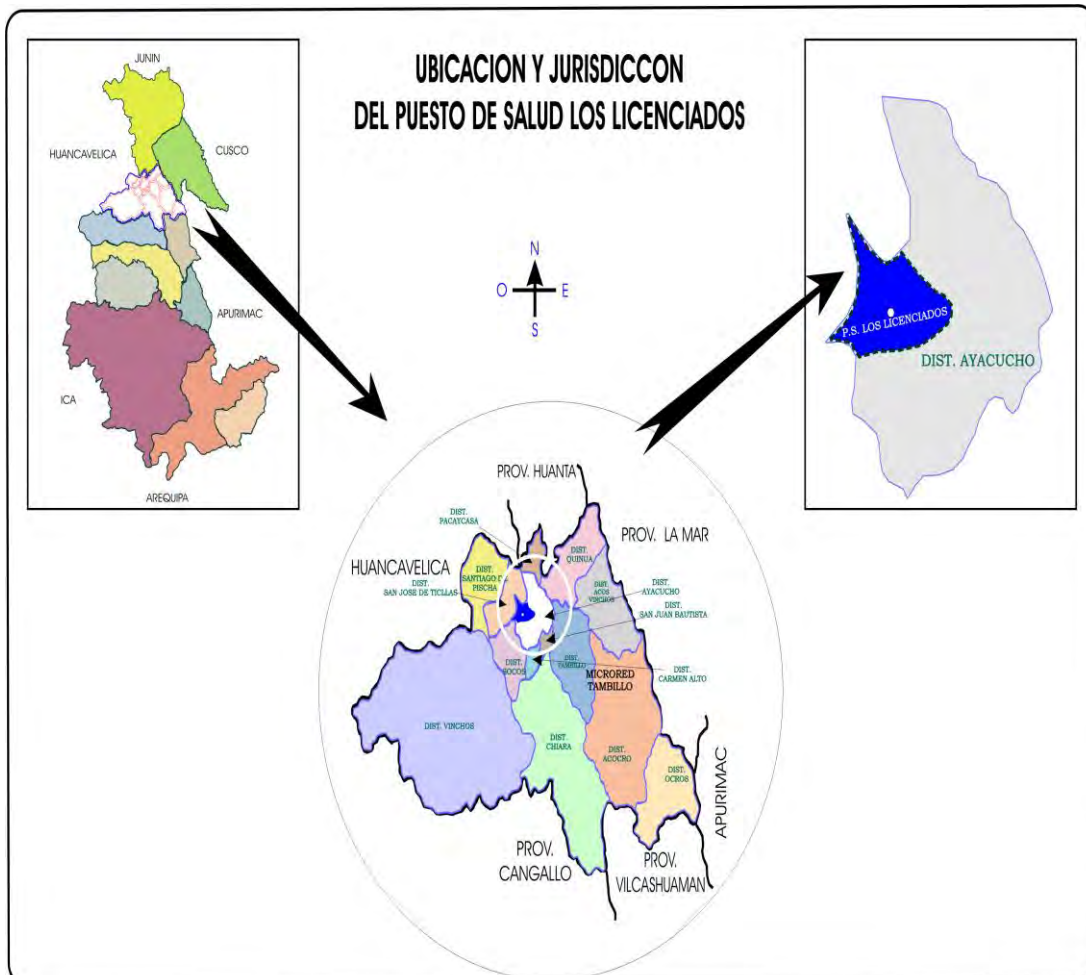 UBICACION Y JURISDICCON
DEL PUESTO DE SALUD LOS LICENCIADOS
JUNIN
HUANCAVELICA
CUSCO
APURIMAC
ICA
AREQUIPA
N
O
E
S
P.S. LOS LICENCIADOS
DIST. AYACUCHO
PROV. HUANTA
DIST.
PACAYCASA
PROV. LA MAR
DIST.
QUINUA
HUANCAVELICA
DIST.
SANTIAGO DE
PISCHA
DIST.
SAN JOSE DE TICLLAS
DIST.
ACOS
VINCHOS
DIST.
AYACUCHO
DIST.
SAN JUAN BAUTISTA
DIST.
SOCOS
DIST.
TAMBILLO
MICRORED
TAMBILLO
DIST.
CARMEN ALTO
DIST. VINCHOS
DIST.
CHIARA
DIST.
ACOCRO
DIST.
OCROS
APURIMAC
PROV.
CANGALLO
PROV.
VILCASHUAMAN